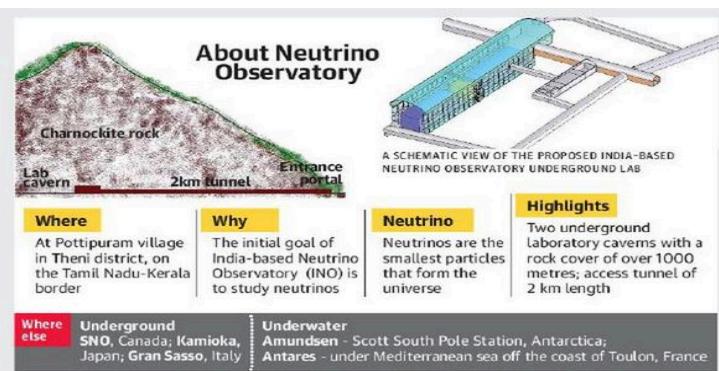 About Neutrino
Observatory
Charnockite rock
Lab
cavern
2km tunnel
Entrance
portal
A SCHEMATIC VIEW OF THE PROPOSED INDIA-BASED
NEUTRINO OBSERVATORY UNDERGROUND LAB
Where
At Pottipuram village
in Theni district, on
the Tamil Nadu-Kerala
border
Why
The initial goal of
India-based Neutrino
Observatory (INO) is
to study neutrinos
Neutrino
Neutrinos are the
smallest particles
that form the
universe
Highlights
Two underground
laboratory caverns with a
rock cover of over 1000
metres; access tunnel of
2 km length
Where
else
Underground
SNO, Canada; Kamioka,
Japan; Gran Sasso, Italy
Underwater
Amundsen - Scott South Pole Station, Antarctica;
Antares - under Mediterranean sea off the coast of Toulon, France